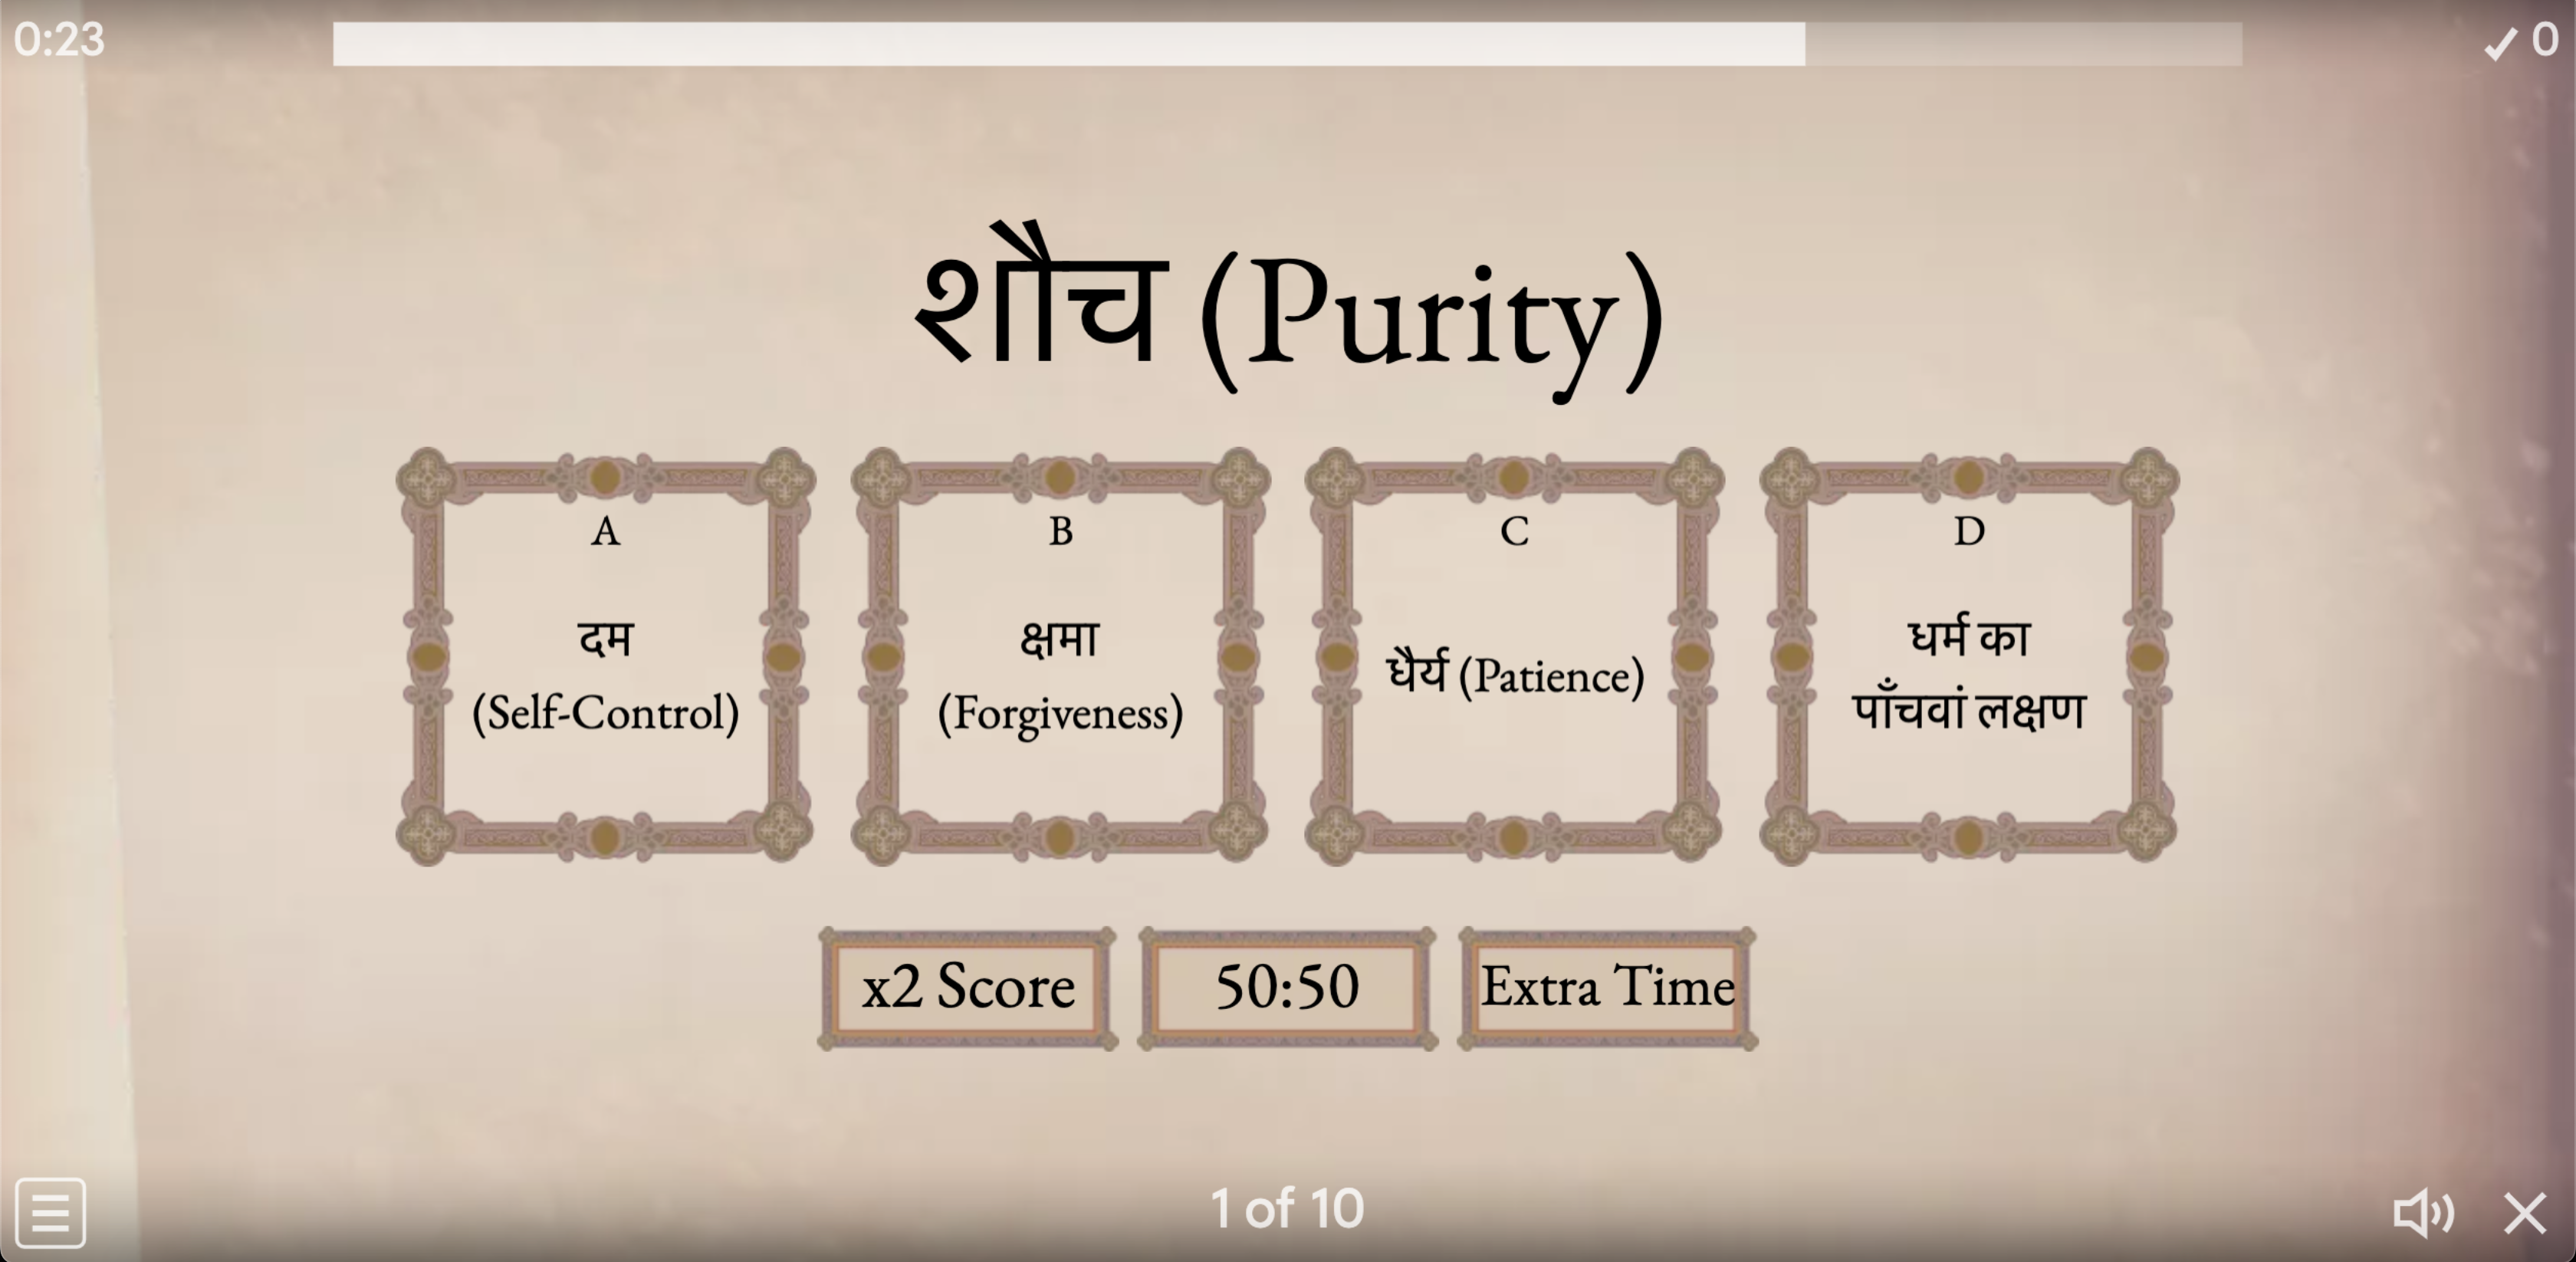 0:23
0
शौच (Purity)
A
दम
(Self-Control)
B
क्षमा
(Forgiveness)
C
धैर्य (Patience)
D
धर्म का
पाँचवां लक्षण
x2 Score
50:50
Extra Time
1 of 10